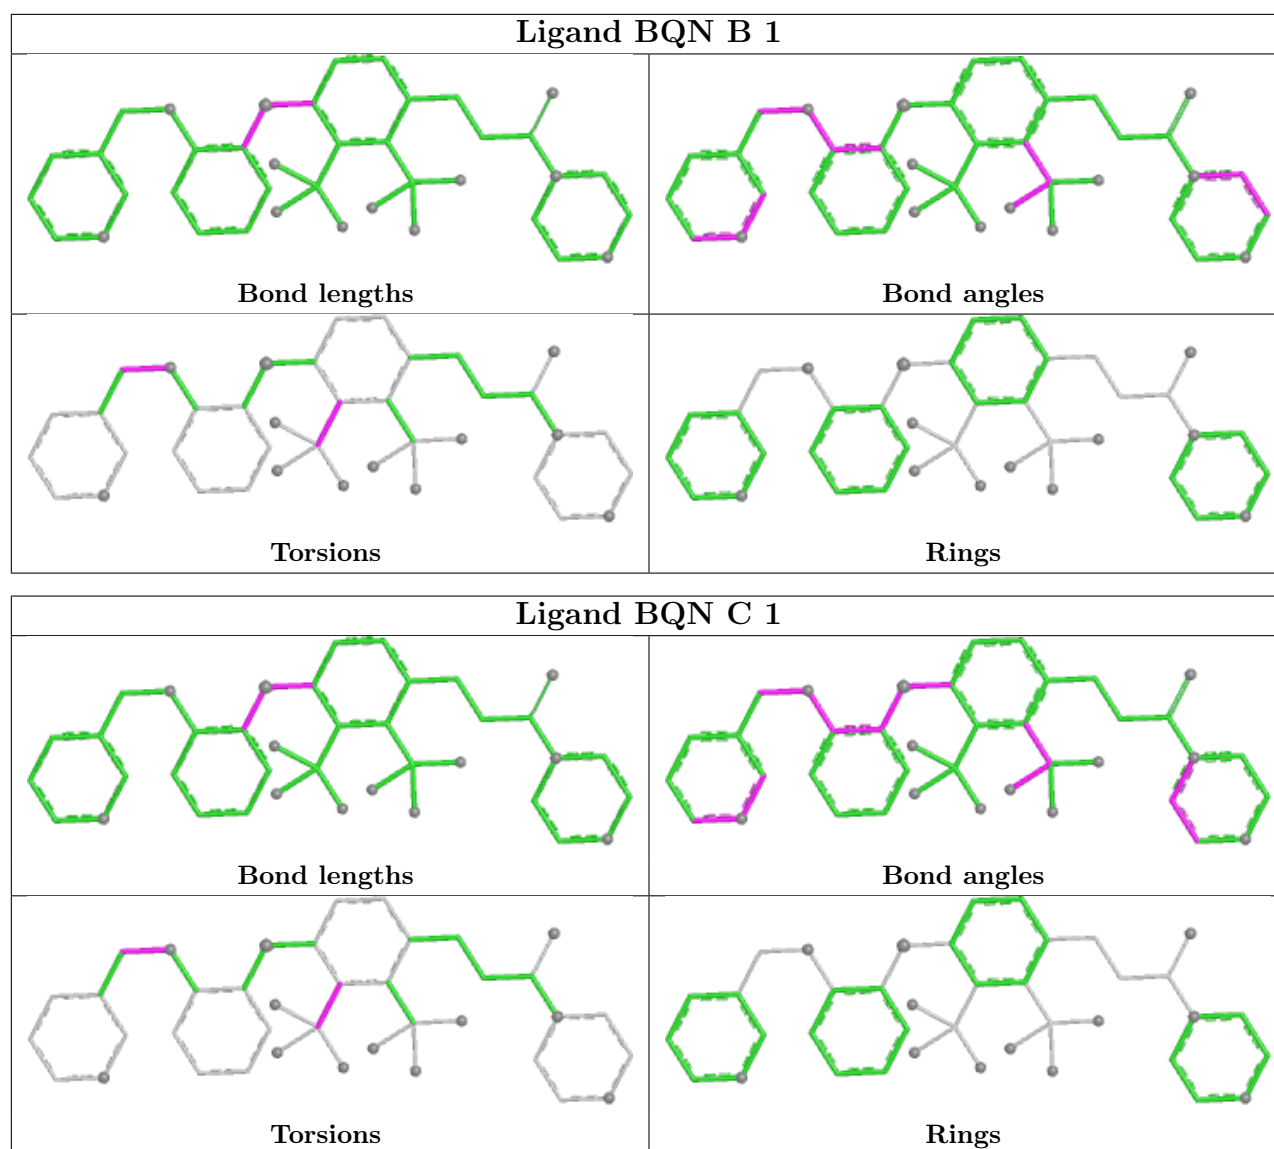 Ligand BQN B 1
Bond lengths
Bond angles
Torsions
Rings
Ligand BQN C 1
Bond lengths
Bond angles
Torsions
Rings